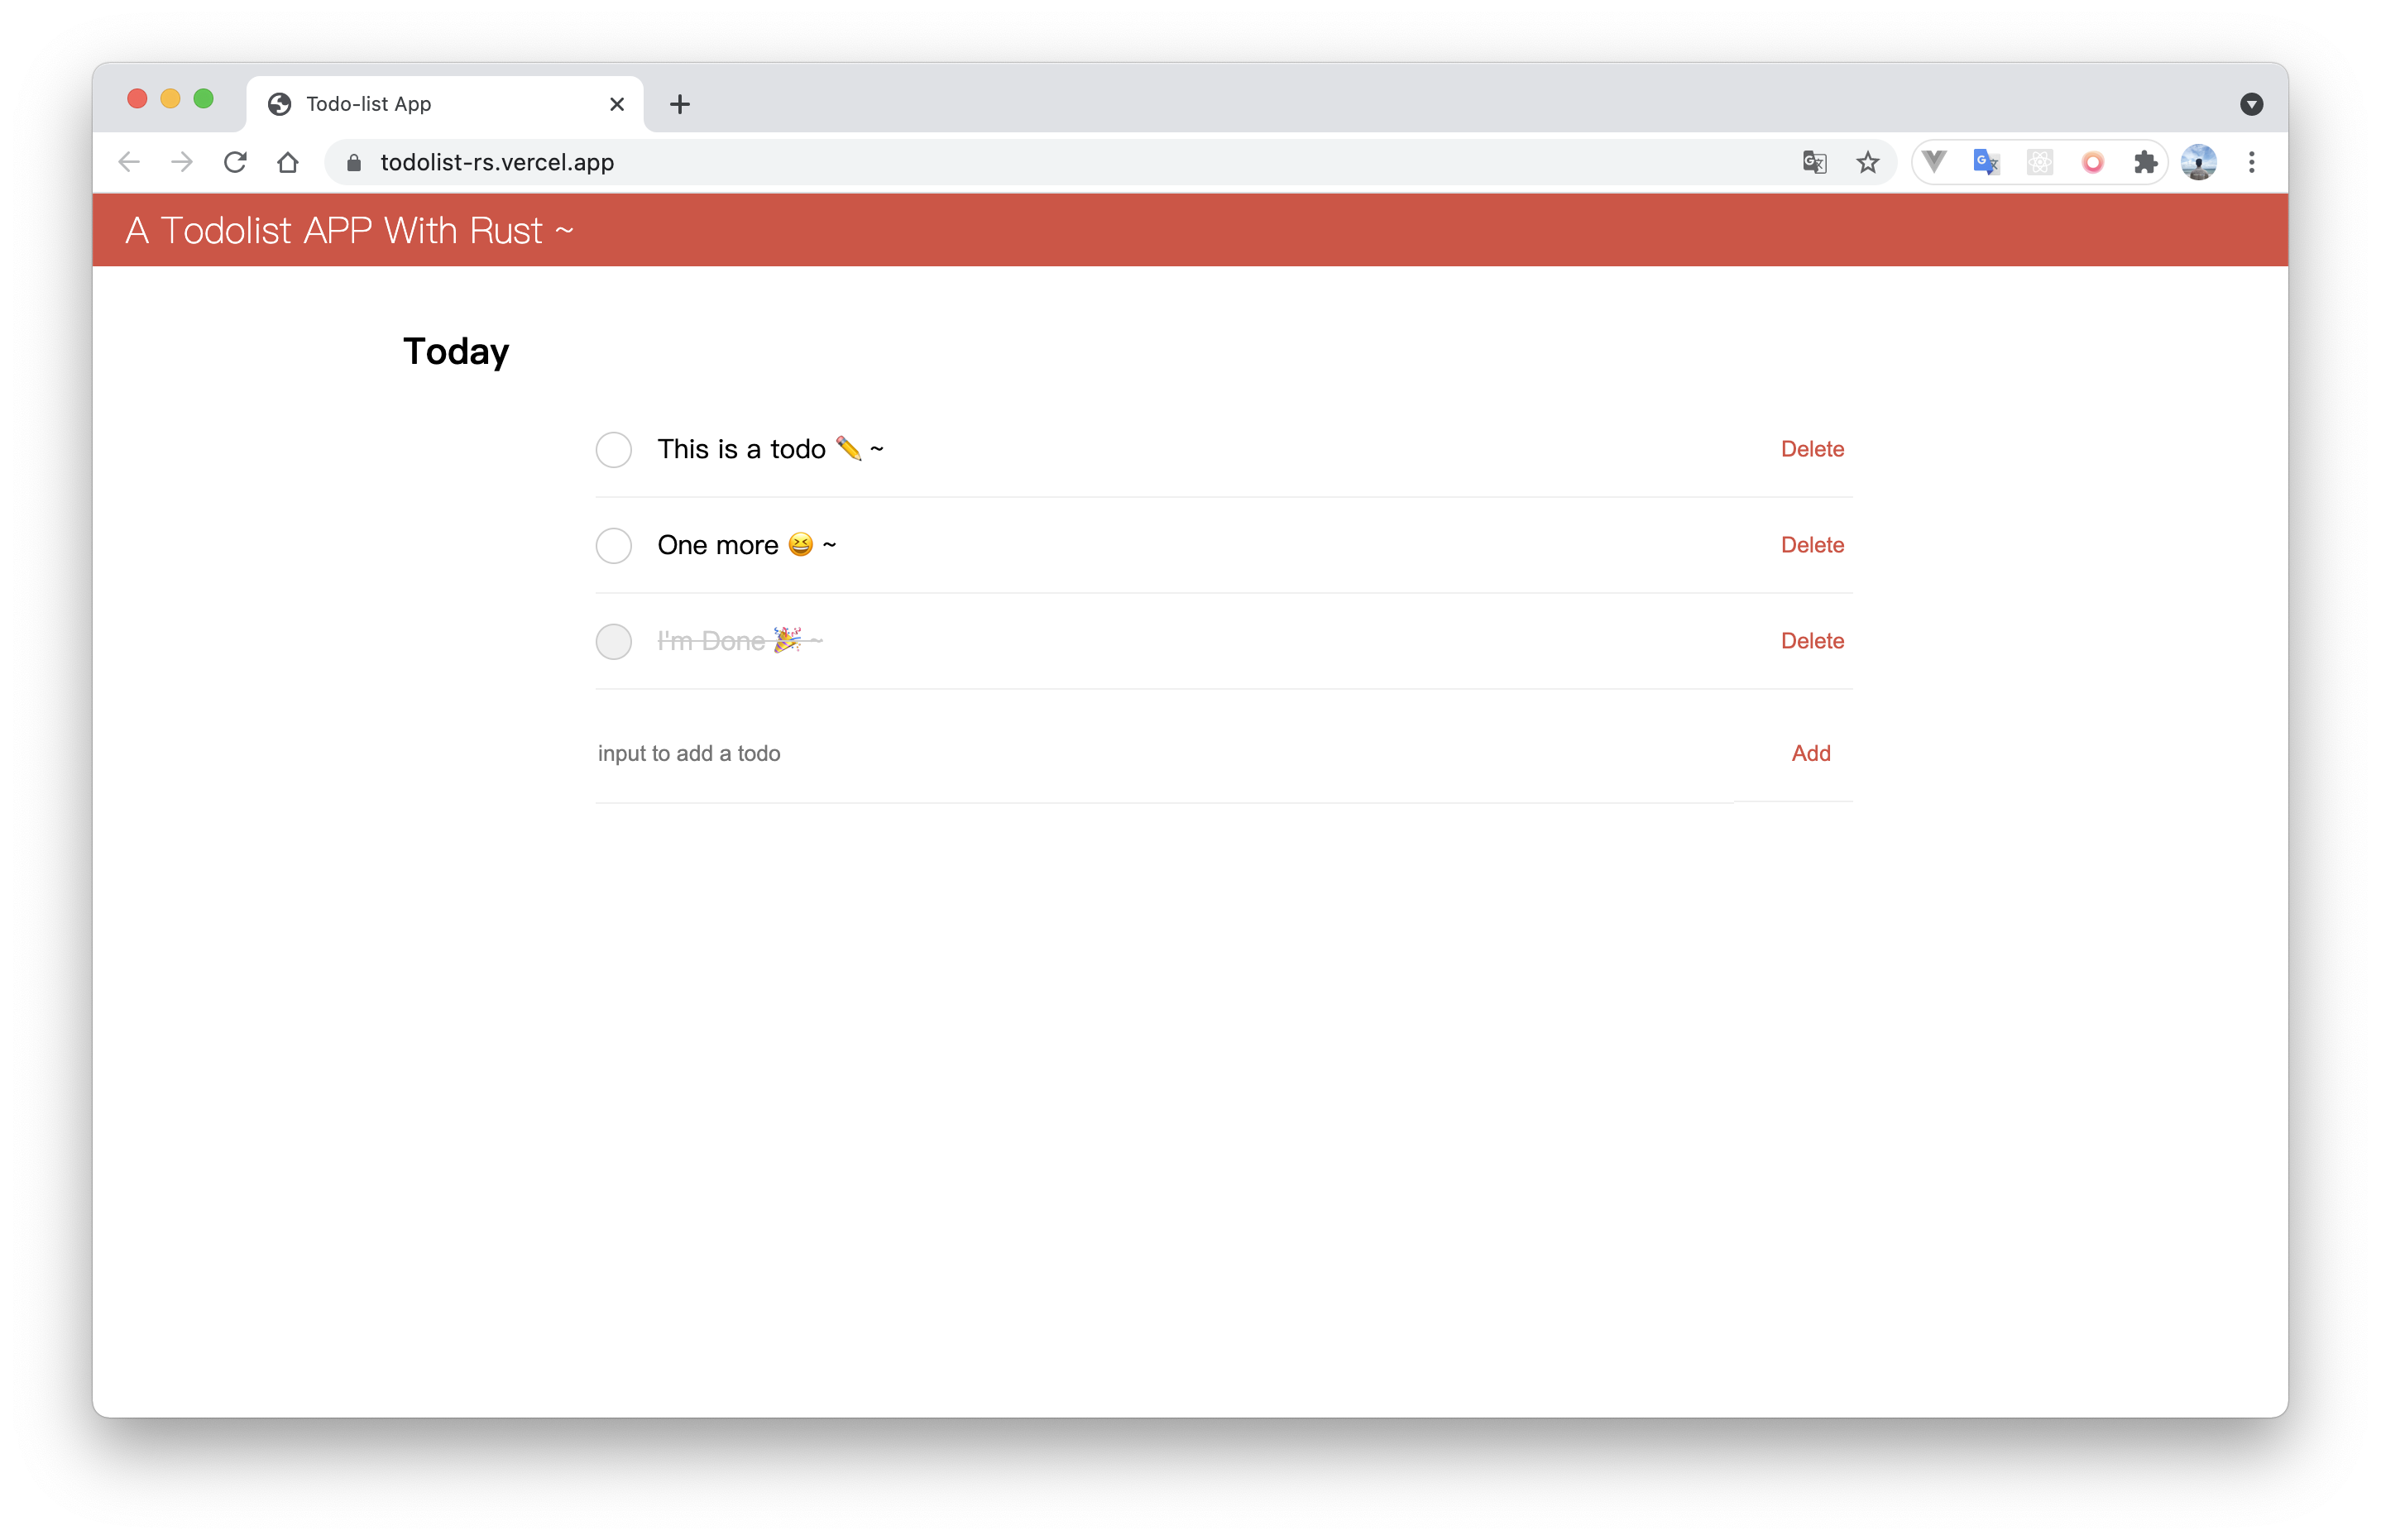 Todo-list App
todolist-rs.vercel.app
A Todolist APP With Rust ~
Today
This is a todo ✏️ ~ Delete
One more 😆 ~ Delete
I'm Done 🎉 ~ Delete
input to add a todo Add